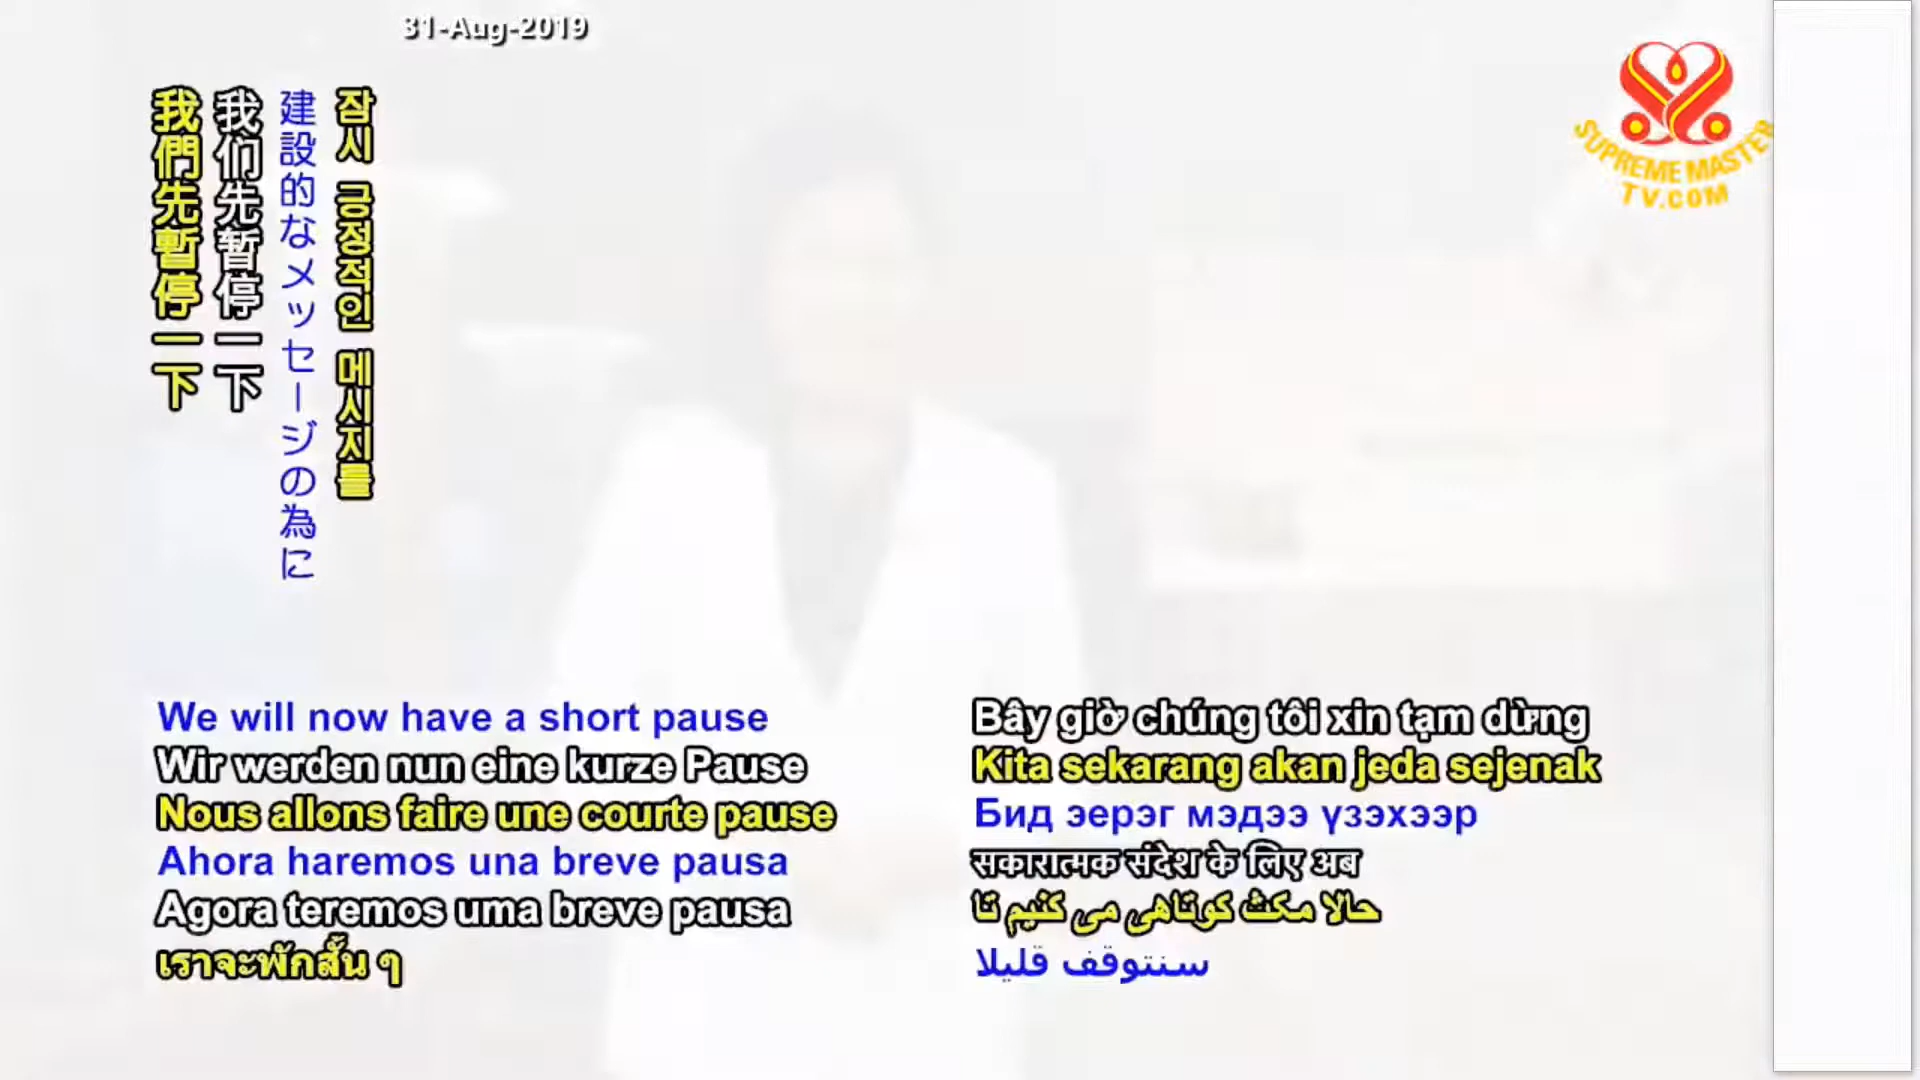 31-Aug-2019
SUPREME MASTER
TV.COM
我們先暫停一下
我们先暂停一下
建設的なメッセージの為に
잠시 긍정적인 메시지를
We will now have a short pause
Wir werden nun eine kurze Pause
Nous allons faire une courte pause
Ahora haremos una breve pausa
Agora teremos uma breve pausa
เราจะพักสั้น ๆ
Bây giờ chúng tôi xin tạm dừng
Kita sekarang akan jeda sejenak
Бид эерэг мэдээ үзэхээр
सकारात्मक संदेश के लिए अब
حالا مکث کوتاهی می کنیم تا
سنتوقف قليلا